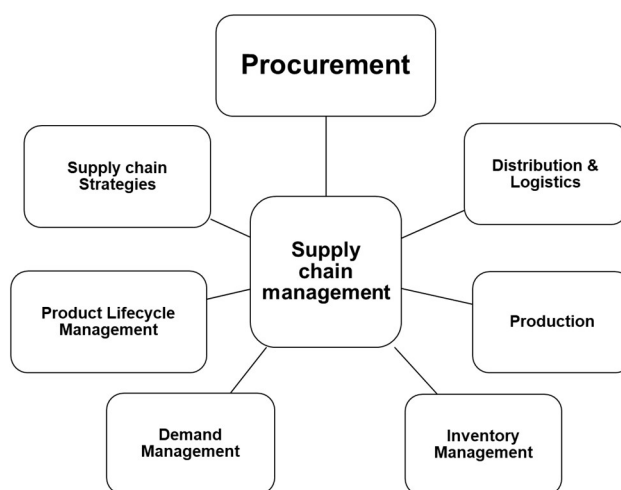 Procurement
Supply chain
Strategies
Distribution &
Logistics
Supply
chain
management
Product Lifecycle
Management
Production
Demand
Management
Inventory
Management